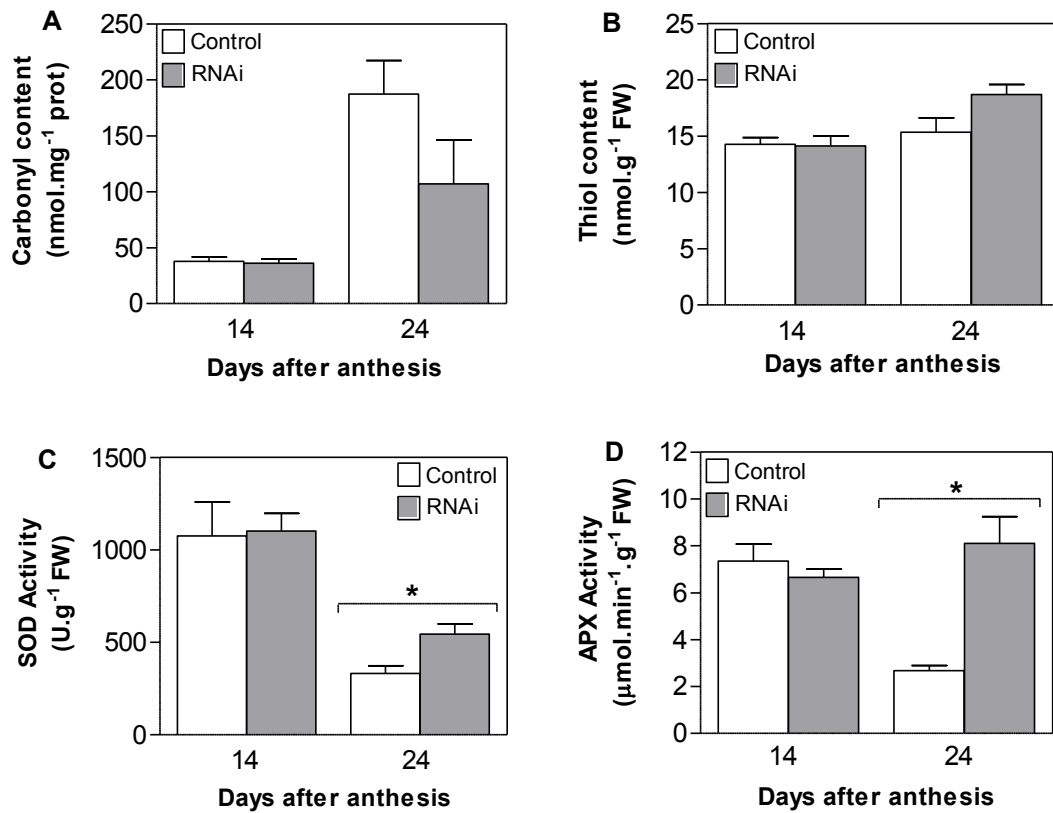 A
Carbonyl content
(nmol.mg⁻¹ prot)
250
200
150
100
50
0
Control
RNAi
14
24
Days after anthesis
B
Thiol content
(nmol.g⁻¹ FW)
25
20
15
10
5
0
Control
RNAi
14
24
Days after anthesis
C
SOD Activity
(U.g⁻¹ FW)
1500
1000
500
0
Control
RNAi
*
14
24
Days after anthesis
D
APX Activity
(μmol.min⁻¹.g⁻¹ FW)
12
10
8
6
4
2
0
Control
RNAi
*
14
24
Days after anthesis